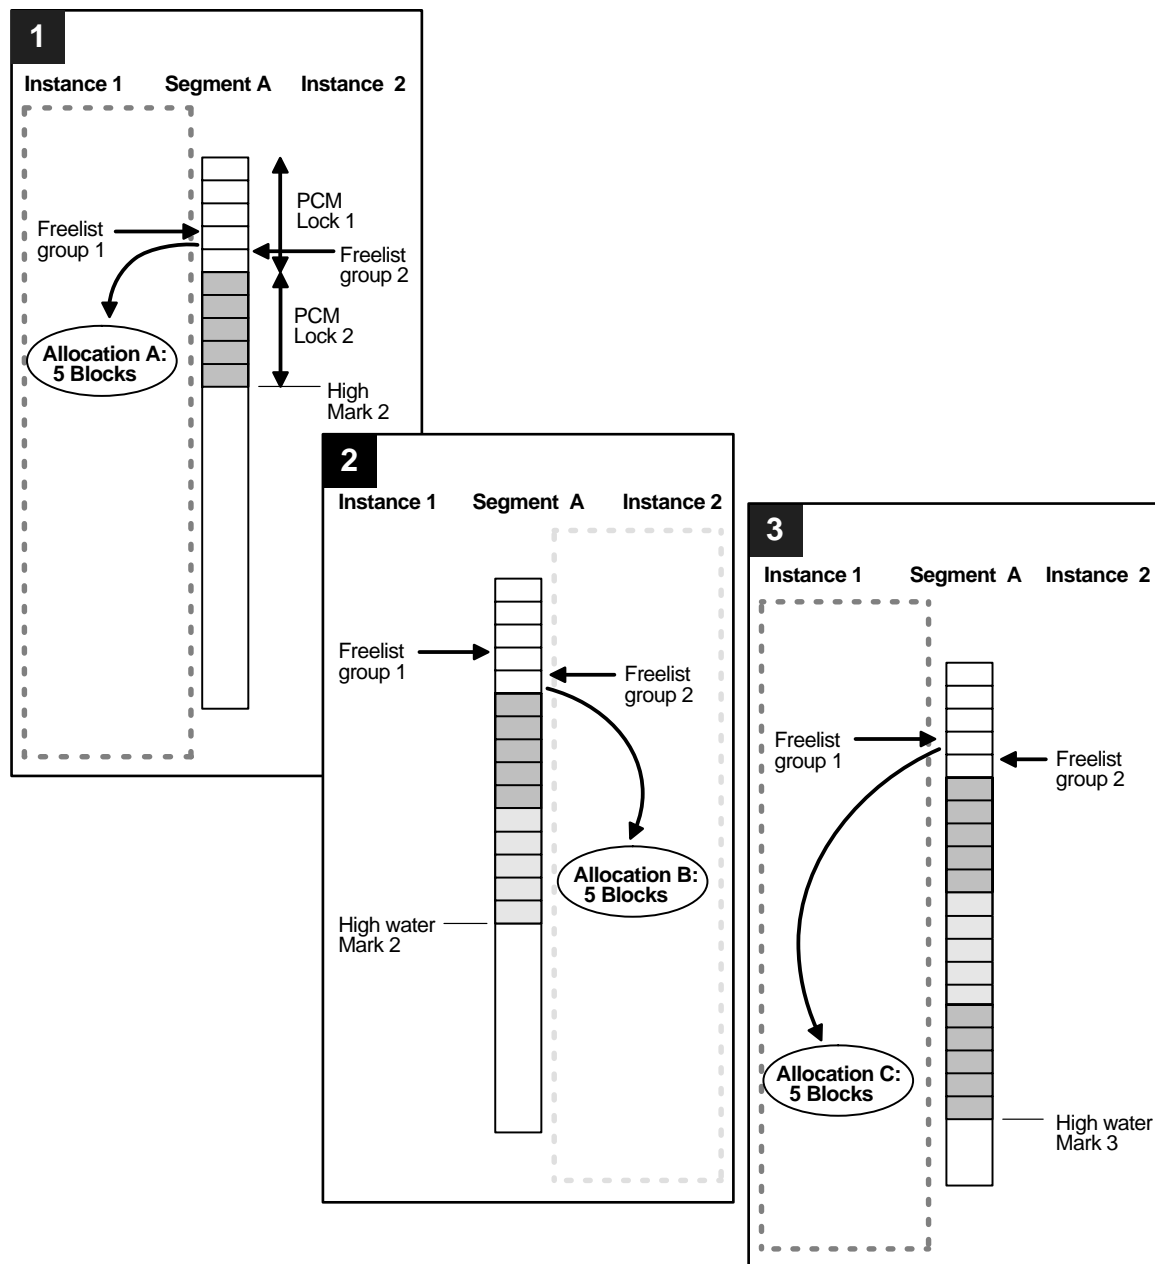 1
Instance 1 Segment A Instance 2
PCM
Lock 1
Freelist
group 1
Freelist
group 2
PCM
Lock 2
Allocation A:
5 Blocks
High
Mark 2
2
Instance 1 Segment A Instance 2
Freelist
group 1
Freelist
group 2
Allocation B:
5 Blocks
High water
Mark 2
3
Instance 1 Segment A Instance 2
Freelist
group 1
Freelist
group 2
Allocation C:
5 Blocks
High water
Mark 3